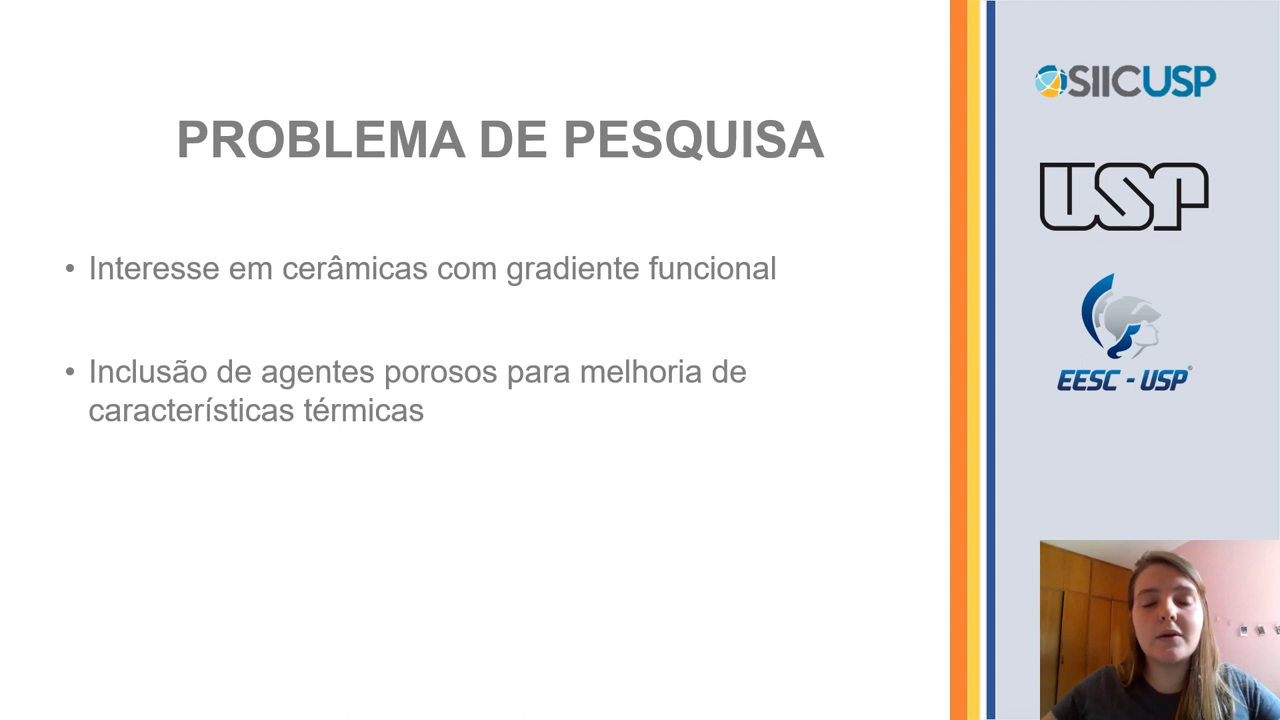 PROBLEMA DE PESQUISA
• Interesse em cerâmicas com gradiente funcional
• Inclusão de agentes porosos para melhoria de
características térmicas
SIICUSP
USP
EESC - USP